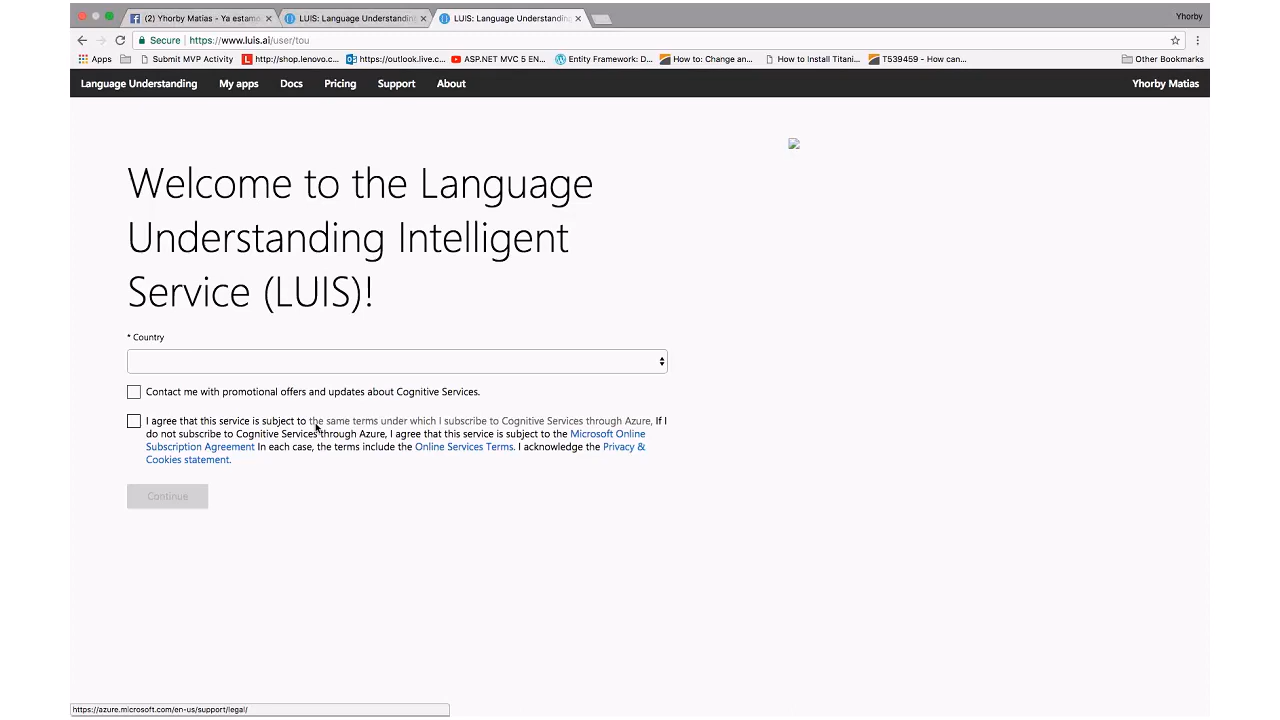 (2) Yhorby Matias - Ya estamo
LUIS: Language Understandin
LUIS: Language Understandin
Yhorby
Secure
https://www.luis.ai/user/tou
Apps
Submit MVP Activity
http://shop.lenovo.c...
https://outlook.live.c...
ASP.NET MVC 5 EN...
Entity Framework: D...
How to: Change an...
How to Install Titani...
T539459 - How can...
Other Bookmarks
Language Understanding
My apps
Docs
Pricing
Support
About
Yhorby Matias
Welcome to the Language
Understanding Intelligent
Service (LUIS)!
* Country
Contact me with promotional offers and updates about Cognitive Services.
I agree that this service is subject to the same terms under which I subscribe to Cognitive Services through Azure, If I
do not subscribe to Cognitive Services through Azure, I agree that this service is subject to the Microsoft Online
Subscription Agreement In each case, the terms include the Online Services Terms. I acknowledge the Privacy &
Cookies statement.
Continue
https://azure.microsoft.com/en-us/support/legal/